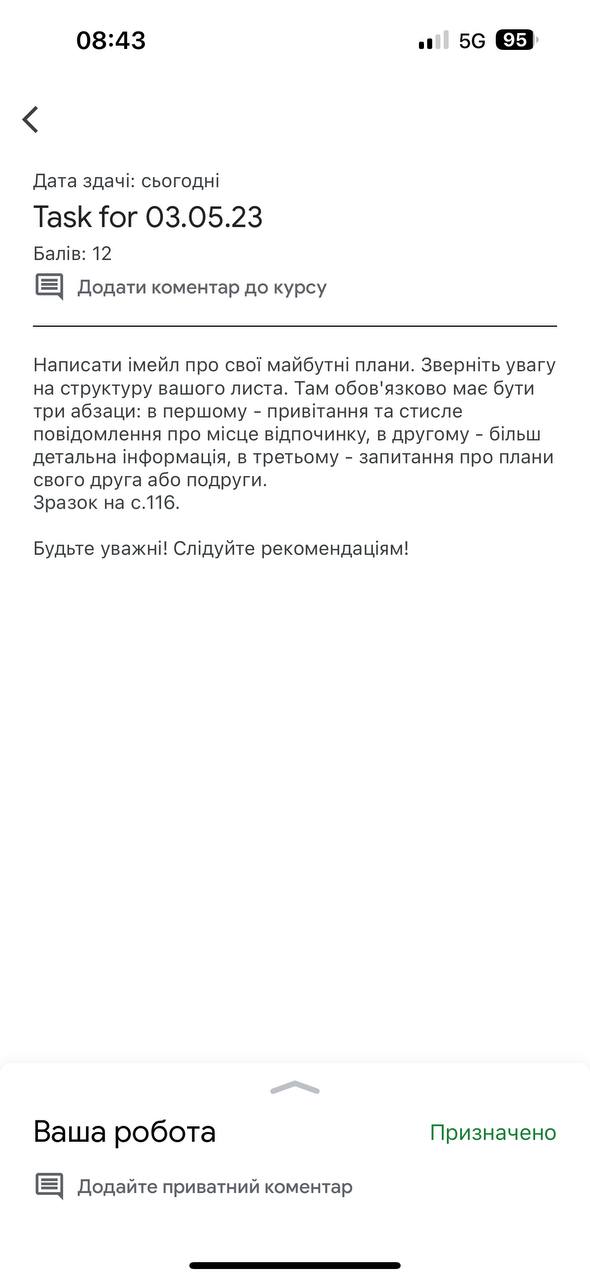 08:43
5G 95
Дата здачі: сьогодні
Task for 03.05.23
Балів: 12
Додати коментар до курсу
Написати імейл про свої майбутні плани. Зверніть увагу
на структуру вашого листа. Там обов'язково має бути
три абзаци: в першому - привітання та стисле
повідомлення про місце відпочинку, в другому - більш
детальна інформація, в третьому - запитання про плани
свого друга або подруги.
Зразок на с.116.
Будьте уважні! Слідуйте рекомендаціям!
Ваша робота
Призначено
Додайте приватний коментар